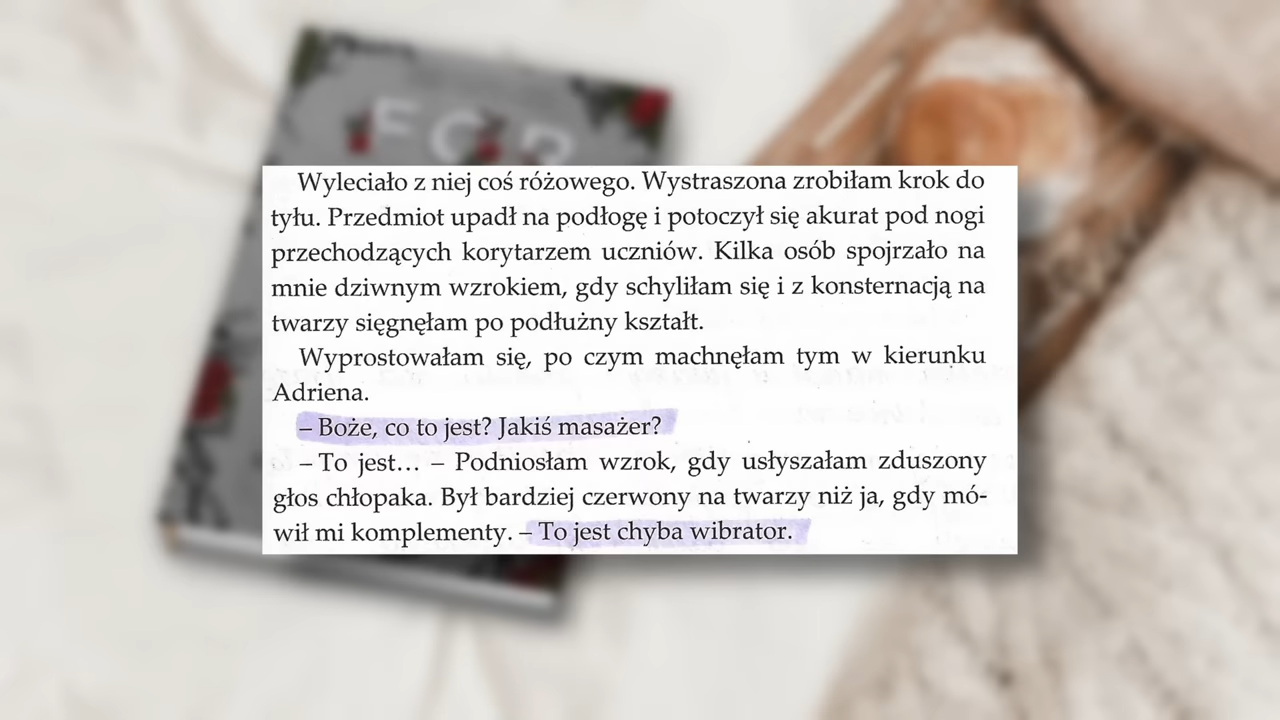 FOR
Wyleciało z niej coś różowego. Wystraszona zrobiłam krok do
tyłu. Przedmiot upadł na podłogę i potoczył się akurat pod nogi
przechodzących korytarzem uczniów. Kilka osób spojrzało na
mnie dziwnym wzrokiem, gdy schyliłam się i z konsternacją na
twarzy sięgnęłam po podłużny kształt.
Wyprostowałam się, po czym machnęłam tym w kierunku
Adriena.
– Boże, co to jest? Jakiś masażer?
– To jest… – Podniosłam wzrok, gdy usłyszałam zduszony
głos chłopaka. Był bardziej czerwony na twarzy niż ja, gdy mó-
wił mi komplementy. – To jest chyba wibrator.